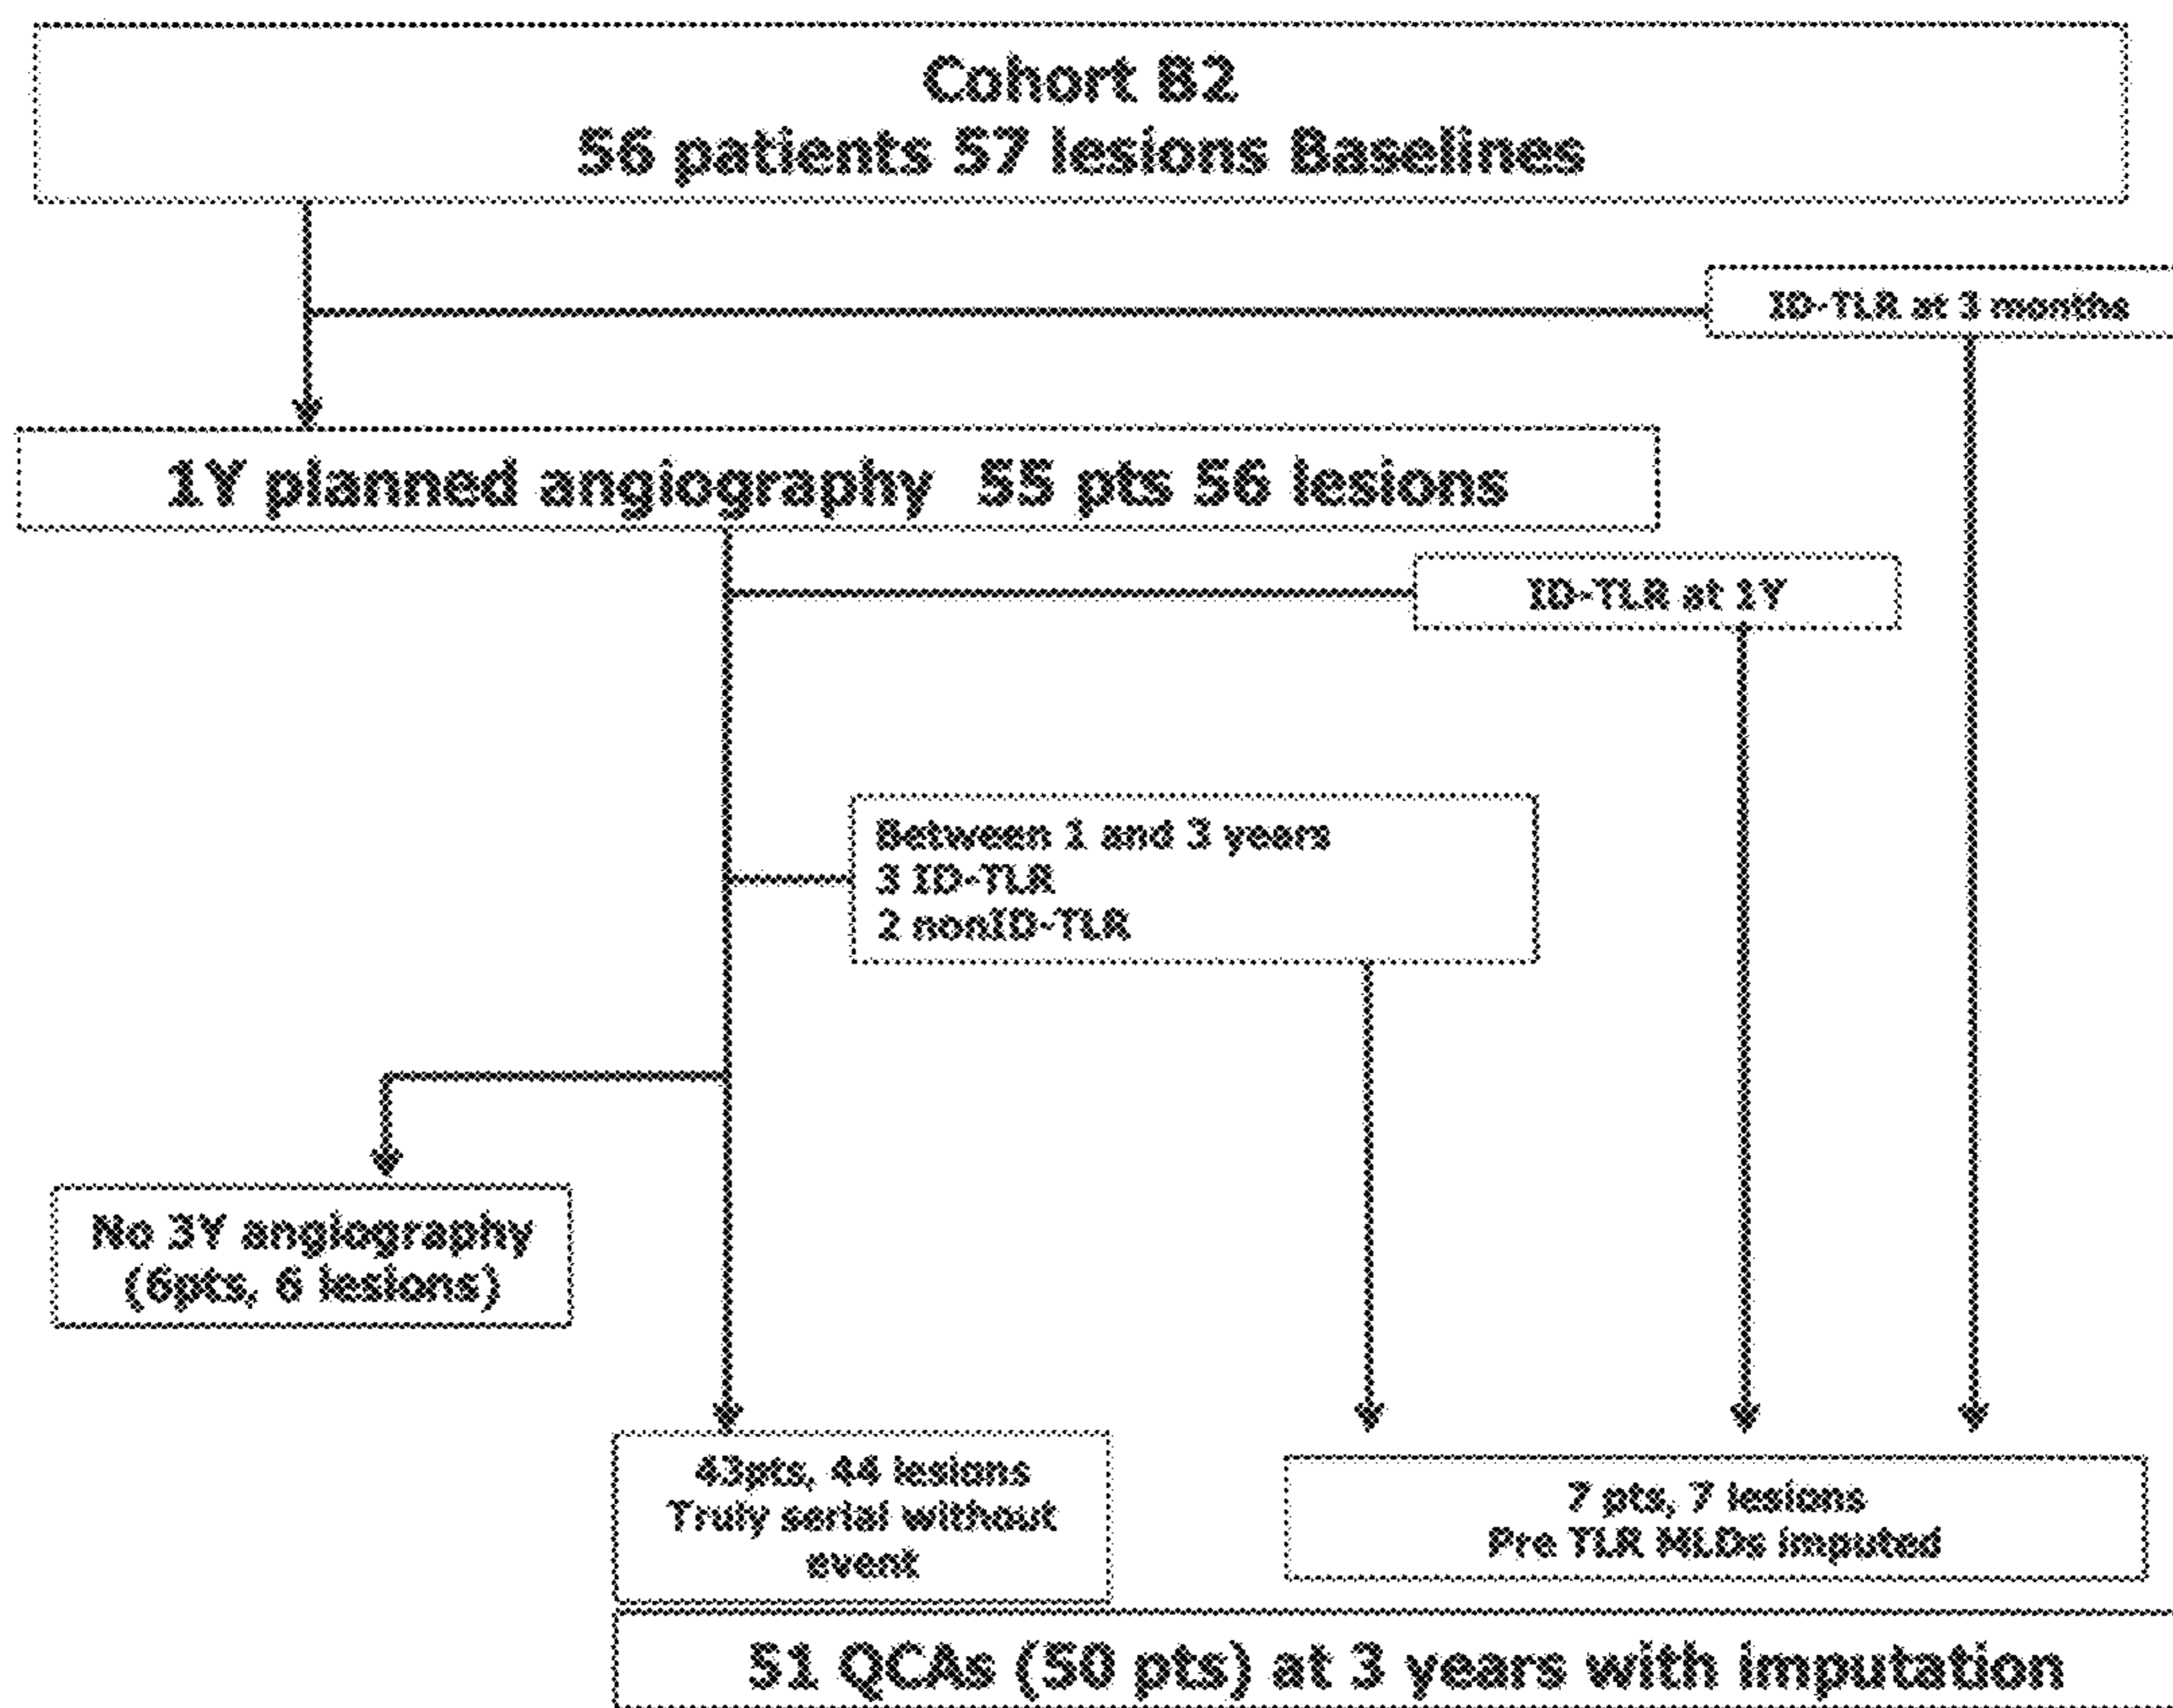 Cohort B2
56 patients 57 lesions Baselines
ID-TLR at 3 months
1Y planned angiography 55 pts 56 lesions
ID-TLR at 1Y
Between 1 and 3 years
3 ID-TLR
2 nonID-TLR
No 3Y angiography
(6pts, 6 lesions)
43pts, 44 lesions
Truly serial without
event
7 pts, 7 lesions
Pre TLR MLDs imputed
51 QCAs (50 pts) at 3 years with imputation